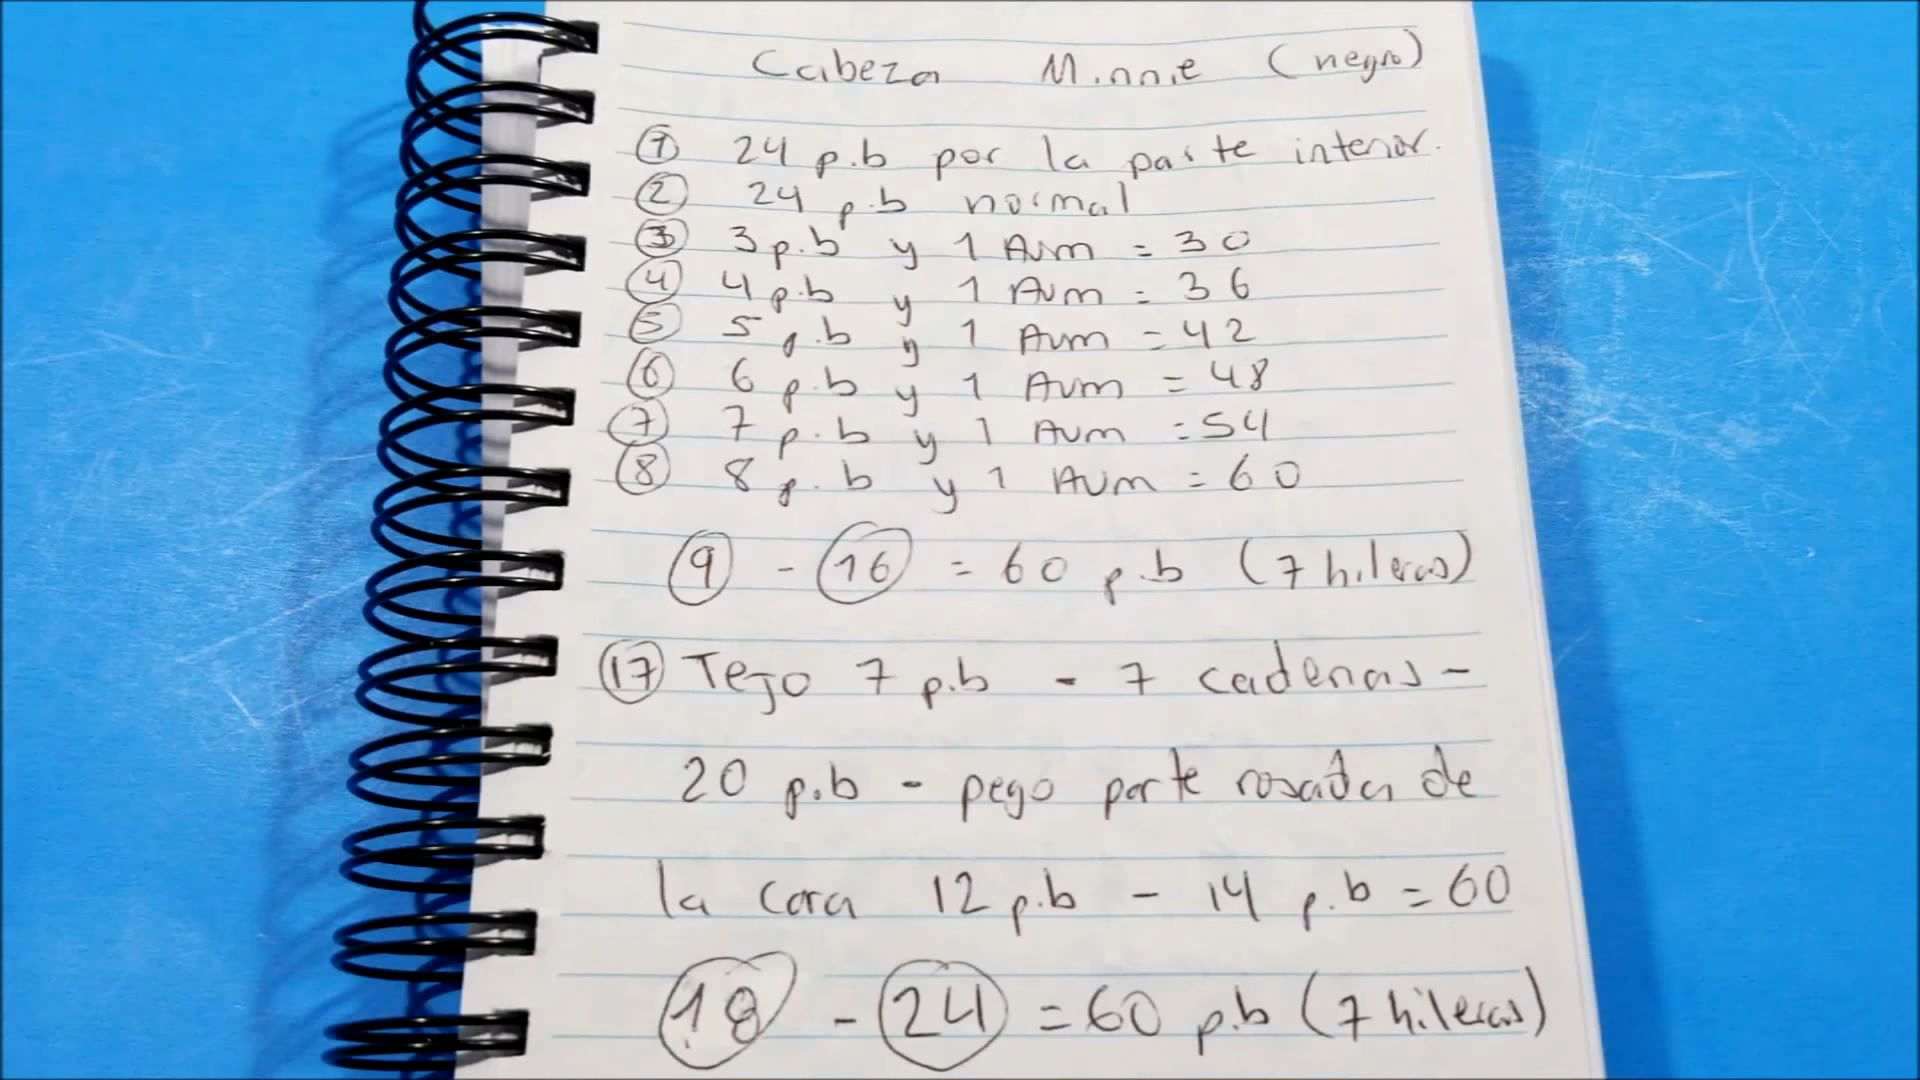 Cabeza Minnie (negro)
1 24 p.b por la parte interior.
2 24 p.b normal
3 3 p.b y 1 Aum = 30
4 4 p.b y 1 Aum = 36
5 5 p.b y 1 Aum = 42
6 6 p.b y 1 Aum = 48
7 7 p.b y 1 Aum = 54
8 8 p.b y 1 Aum = 60
9 - 16 = 60 p.b (7 hileras)
17 Tejo 7 p.b - 7 cadenas -
20 p.b - pego parte rosada de
la cara 12 p.b - 14 p.b = 60
18 - 24 = 60 p.b (7 hileras)